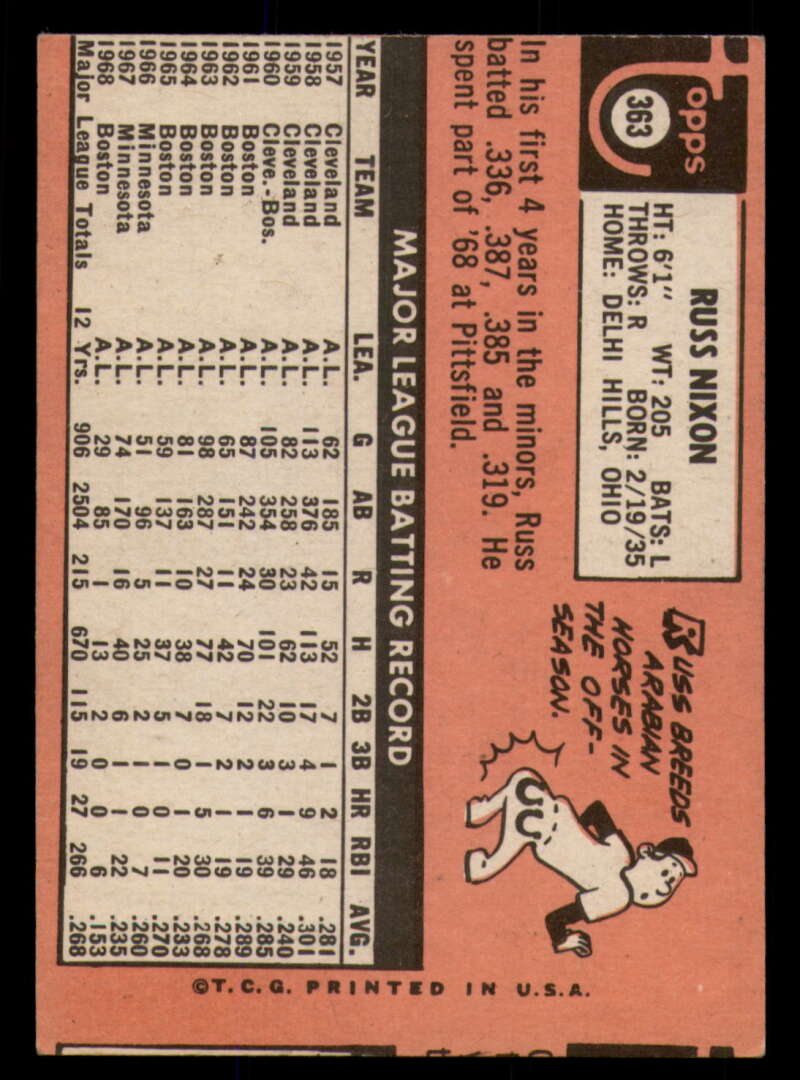 Topps
363
RUSS NIXON
HT: 6'1" WT: 205 BATS: L
THROWS: R BORN: 2/19/35
HOME: DELHI HILLS, OHIO
In his first 4 years in the minors, Russ
batted .336, .387, .385 and .319. He
spent part of '68 at Pittsfield.
RUSS BREEDS
ARABIAN
HORSES IN
THE OFF-
SEASON.
MAJOR LEAGUE BATTING RECORD
YEAR TEAM LEA. G AB R H 2B 3B HR RBI AVG.
1957 Cleveland A.L. 62 185 15 52 7 1 2 18 .281
1958 Cleveland A.L. 113 376 42 113 17 4 9 46 .301
1959 Cleveland A.L. 82 258 23 62 10 3 1 29 .240
1960 Cleve.-Bos. A.L. 105 354 30 101 22 3 6 39 .285
1961 Boston A.L. 87 242 24 70 12 2 1 19 .289
1962 Boston A.L. 65 151 11 42 7 2 1 19 .278
1963 Boston A.L. 98 287 27 77 18 1 5 30 .268
1964 Boston A.L. 81 163 10 38 7 0 1 20 .233
1965 Boston A.L. 59 137 11 37 5 1 0 11 .270
1966 Minnesota A.L. 51 96 5 25 2 1 0 7 .260
1967 Minnesota A.L. 74 170 16 40 6 1 1 22 .235
1968 Boston A.L. 29 85 1 13 2 0 0 6 .153
Major League Totals 12 Yrs. 906 2504 215 670 115 19 27 266 .268
©T.C.G. PRINTED IN U.S.A.